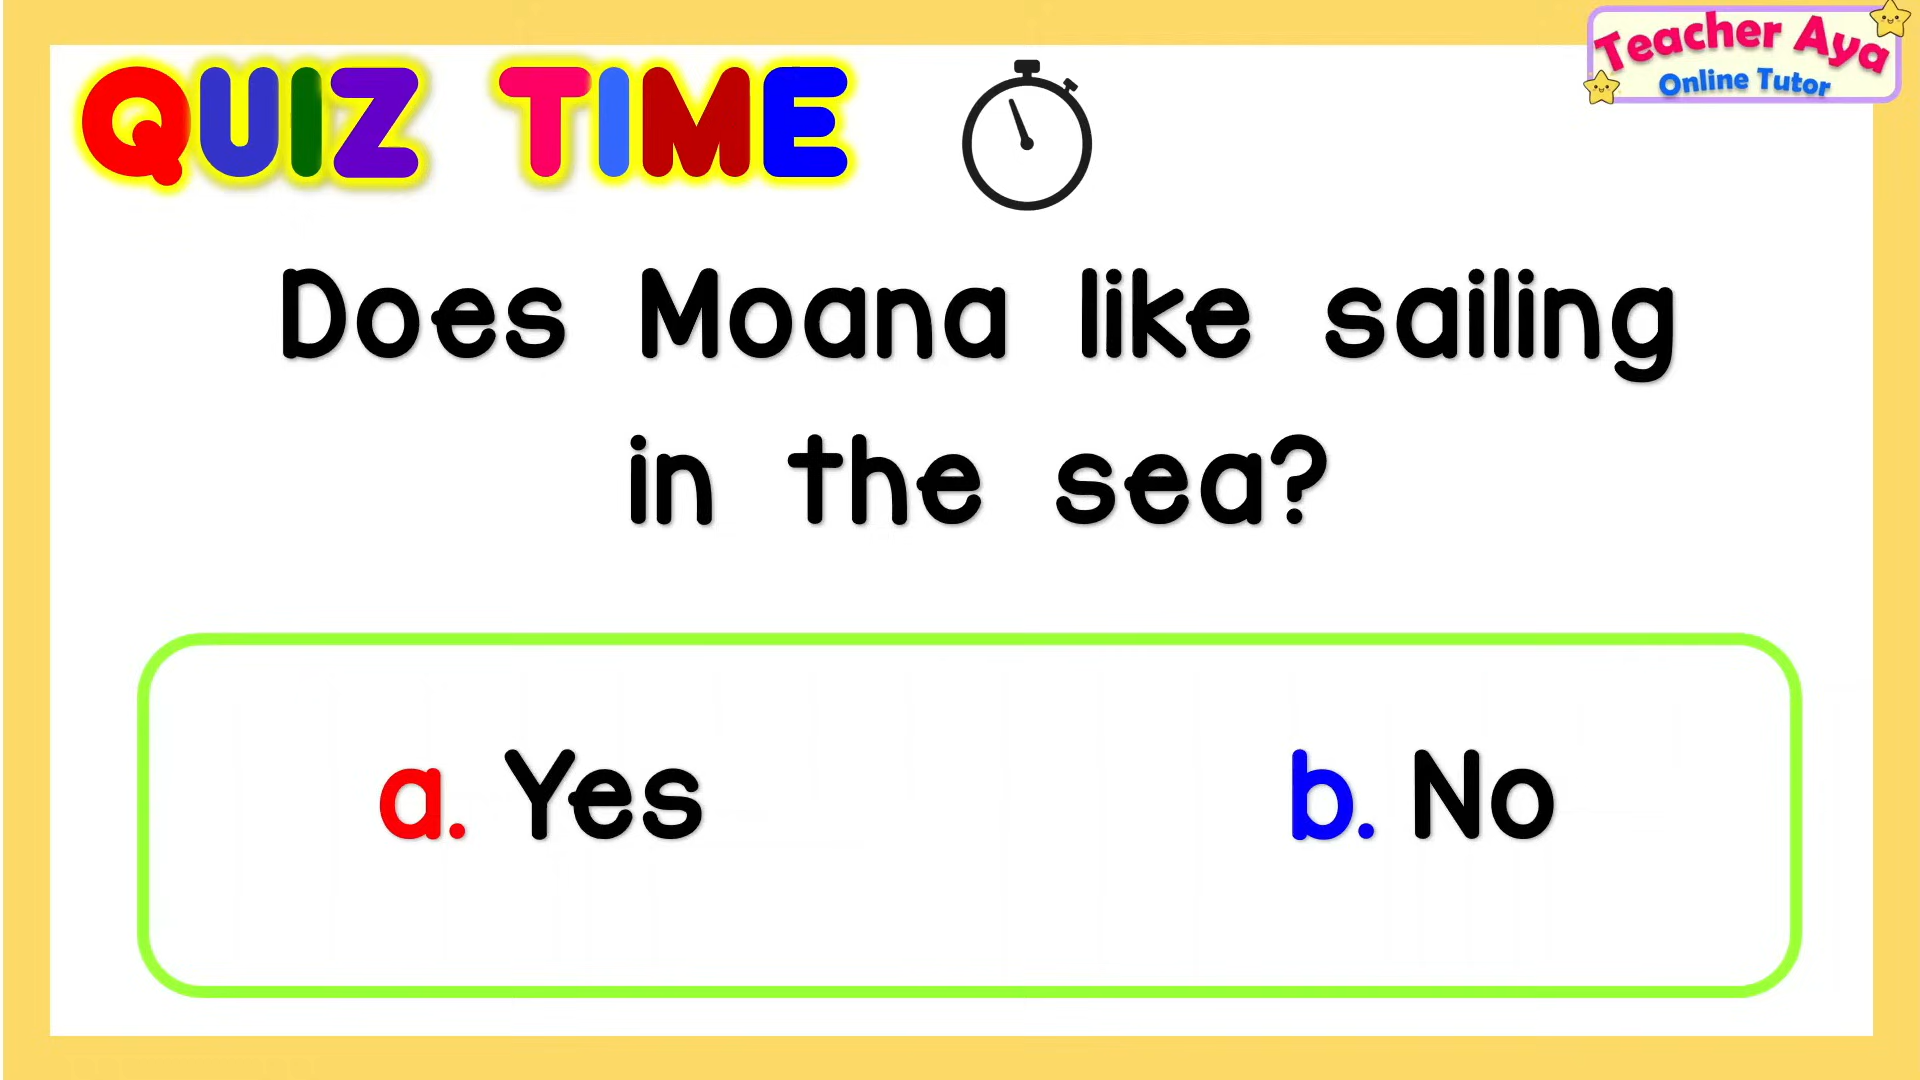 QUIZ TIME
Teacher Aya
Online Tutor
Does Moana like sailing
in the sea?
a. Yes
b. No